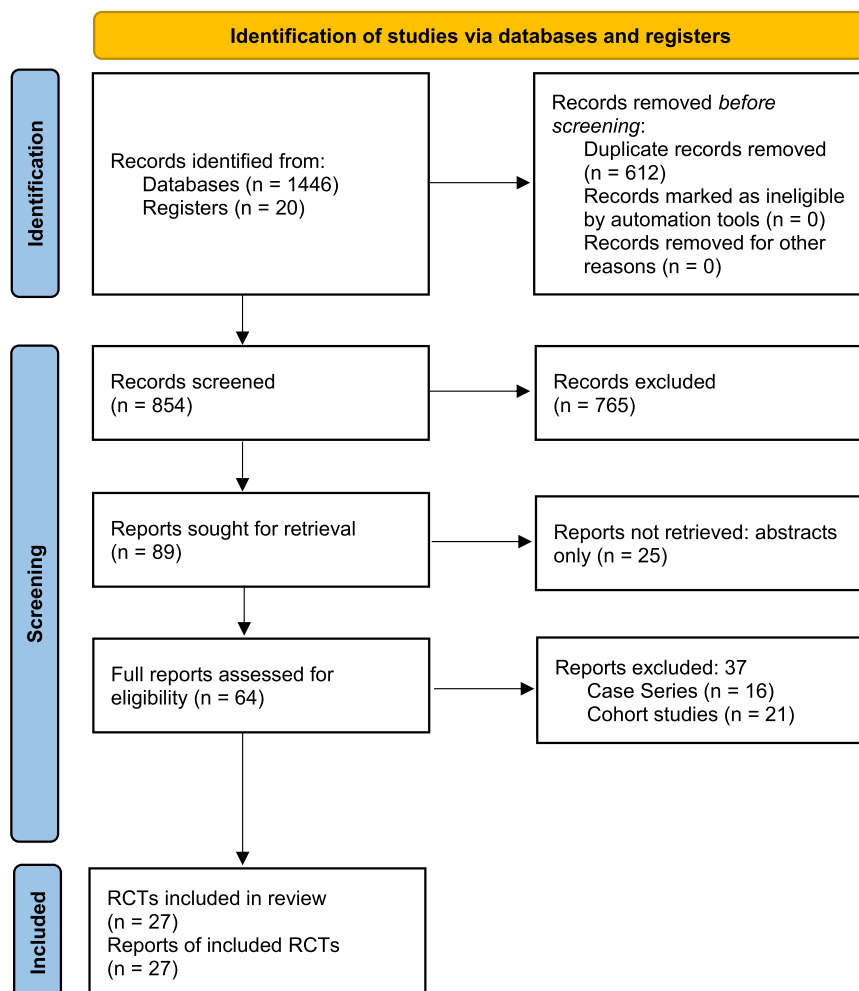 Identification of studies via databases and registers
Identification
Records identified from:
Databases (n = 1446)
Registers (n = 20)
Records removed before
screening:
Duplicate records removed
(n = 612)
Records marked as ineligible
by automation tools (n = 0)
Records removed for other
reasons (n = 0)
Screening
Records screened
(n = 854)
Records excluded
(n = 765)
Reports sought for retrieval
(n = 89)
Reports not retrieved: abstracts
only (n = 25)
Full reports assessed for
eligibility (n = 64)
Reports excluded: 37
Case Series (n = 16)
Cohort studies (n = 21)
Included
RCTs included in review
(n = 27)
Reports of included RCTs
(n = 27)